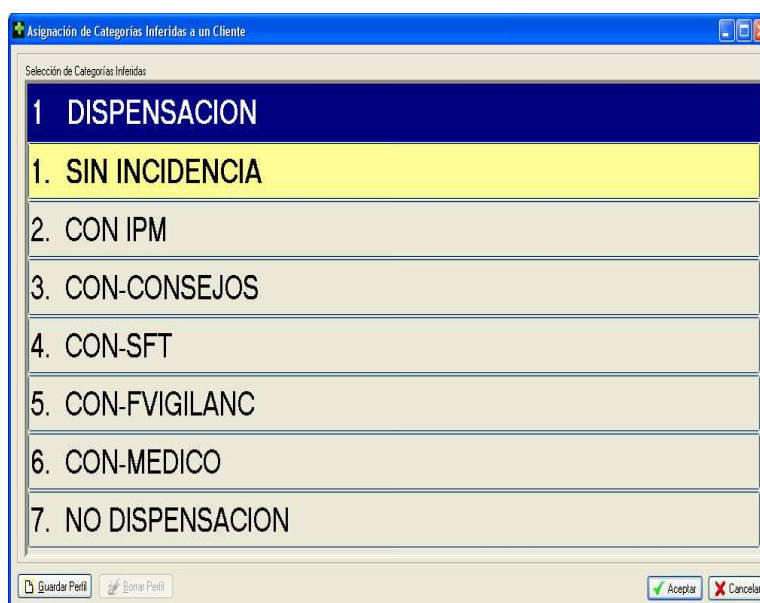 Asignación de Categorías Inferidas a un Cliente
Selección de Categorías Inferidas
1 DISPENSACION
1. SIN INCIDENCIA
2. CON IPM
3. CON-CONSEJOS
4. CON-SFT
5. CON-FVIGILANC
6. CON-MEDICO
7. NO DISPENSACION
Guardar Perfil Borrar Perfil Aceptar Cancelar